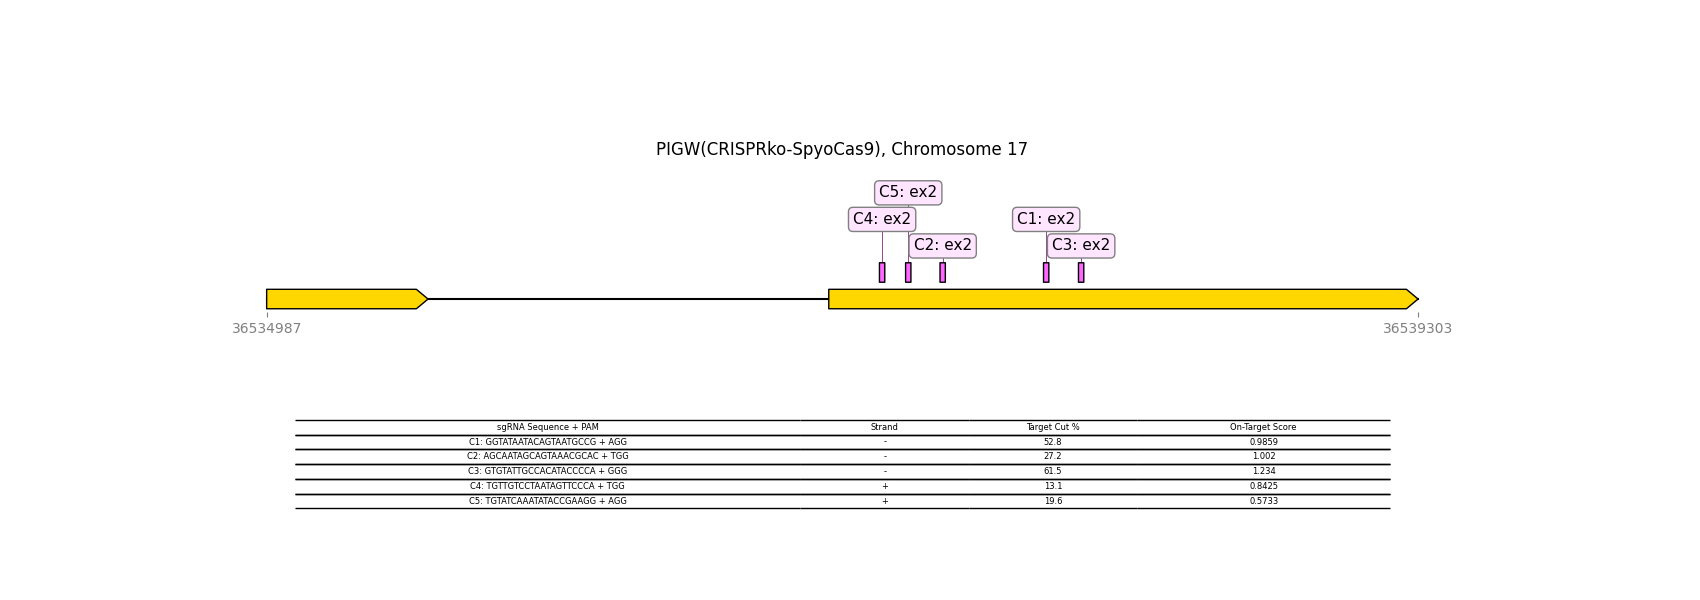 PIGW(CRISPRko-SpyoCas9), Chromosome 17
C5: ex2
C4: ex2 C1: ex2
C2: ex2 C3: ex2
36534987 36539303
sgRNA Sequence + PAM Strand Target Cut % On-Target Score
C1: GGTATAATACAGTAATGCCG + AGG - 52.8 0.9859
C2: AGCAATAGCAGTAAACGCAC + TGG - 27.2 1.002
C3: GTGTATTGCCACATACCCCA + GGG - 61.5 1.234
C4: TGTTGTCCTAATAGTTCCCA + TGG + 13.1 0.8425
C5: TGTATCAAATATACCGAAGG + AGG + 19.6 0.5733